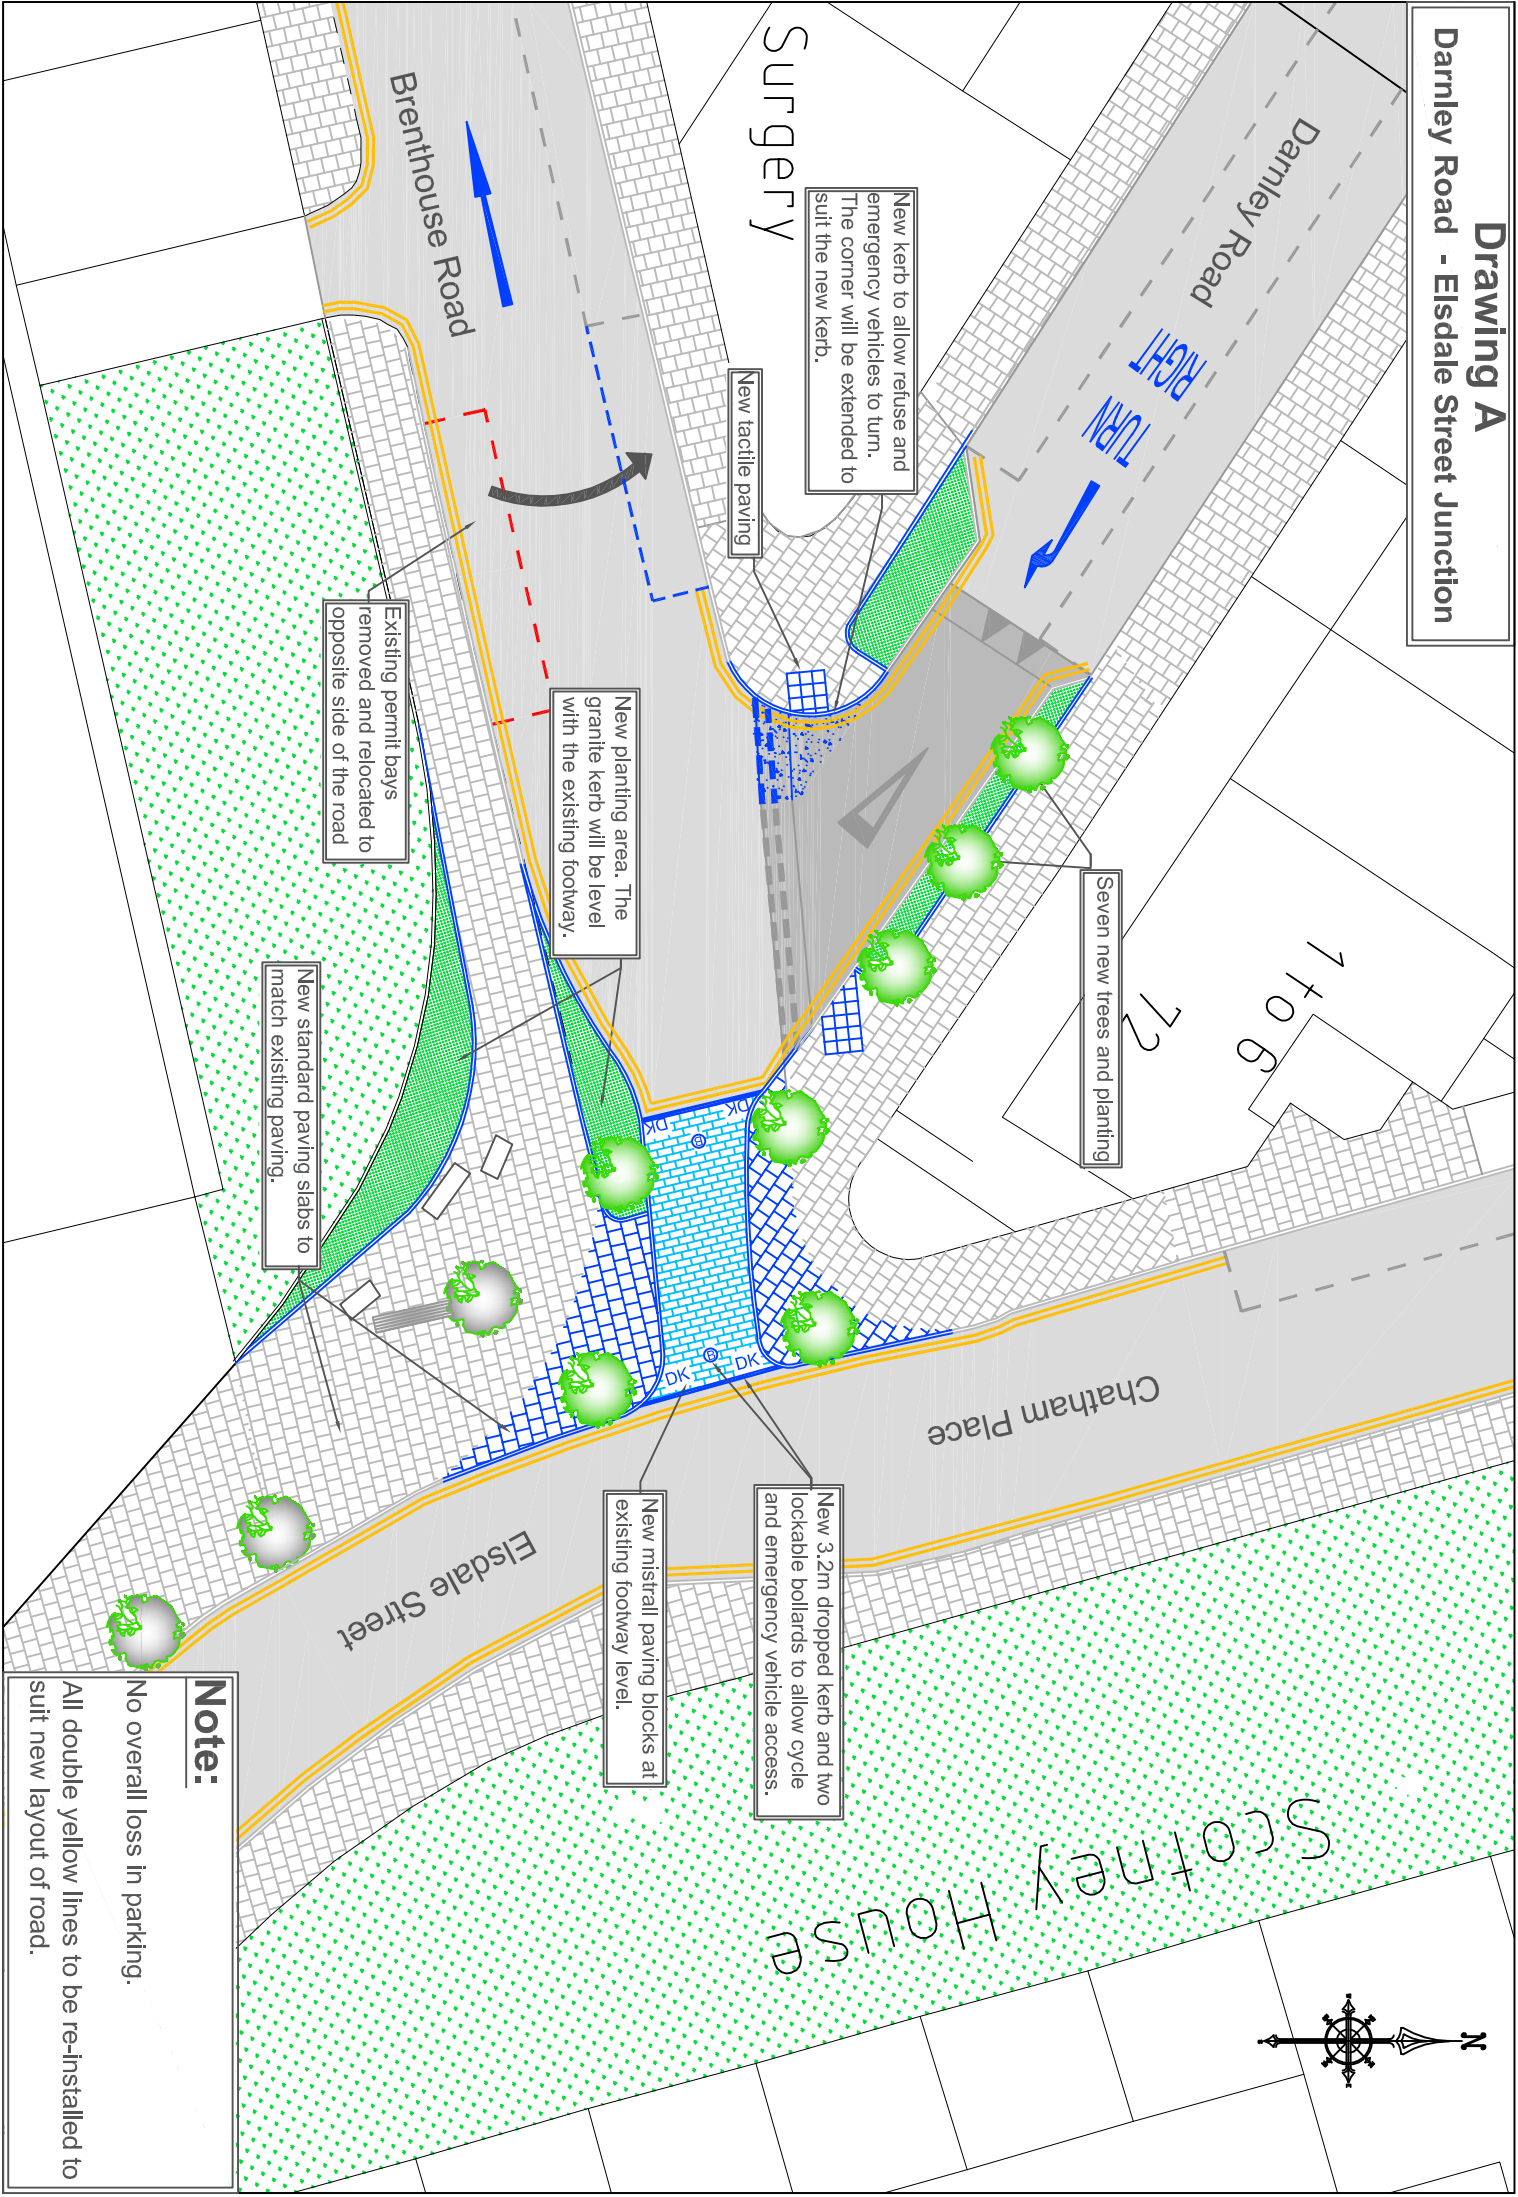 Drawing A
Darnley Road - Elsdale Street Junction
Darnley Road
RIGHT
TURN
Surgery
Brenthouse Road
New kerb to allow refuse and
emergency vehicles to turn.
The corner will be extended to
suit the new kerb.
New tactile paving
Existing permit bays
removed and relocated to
opposite side of the road
New planting area. The
granite kerb will be level
with the existing footway.
Seven new trees and planting
1 to 6
72
New standard paving slabs to
match existing paving.
DK
DK
B
B
DK
DK
Chatham Place
Elsdale Street
New 3.2m dropped kerb and two
lockable bollards to allow cycle
and emergency vehicle access.
New mistrall paving blocks at
existing footway level.
Scotney House
N
Note:
No overall loss in parking.
All double yellow lines to be re-installed to
suit new layout of road.